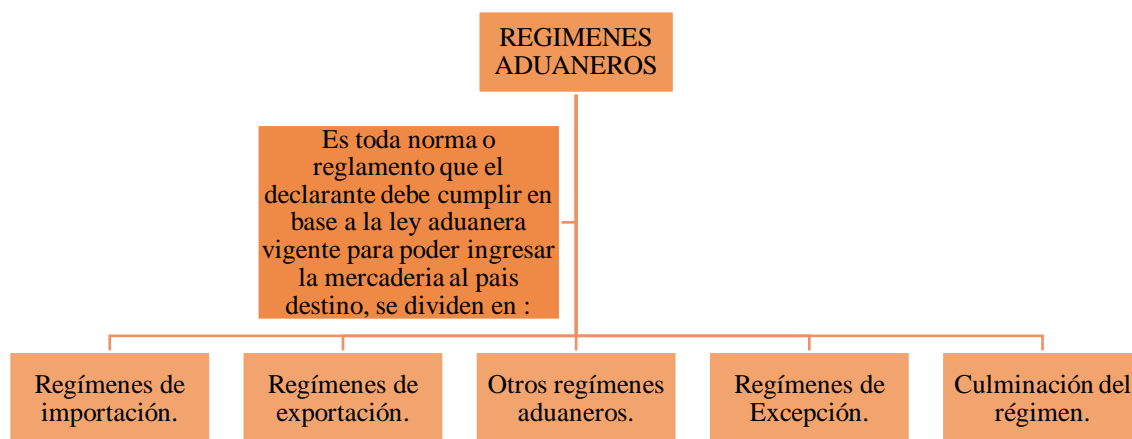 REGIMENES
ADUANEROS
Es toda norma o
reglamento que el
declarante debe cumplir en
base a la ley aduanera
vigente para poder ingresar
la mercaderia al pais
destino, se dividen en :
Regímenes de
importación.
Regímenes de
exportación.
Otros regímenes
aduaneros.
Regímenes de
Excepción.
Culminación del
régimen.